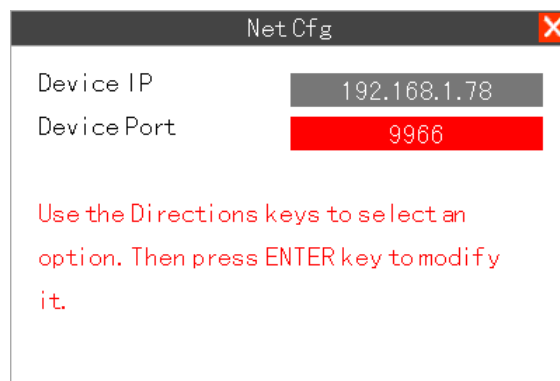 Net Cfg
Device IP 192.168.1.78
Device Port 9966
Use the Directions keys to select an
option. Then press ENTER key to modify
it.